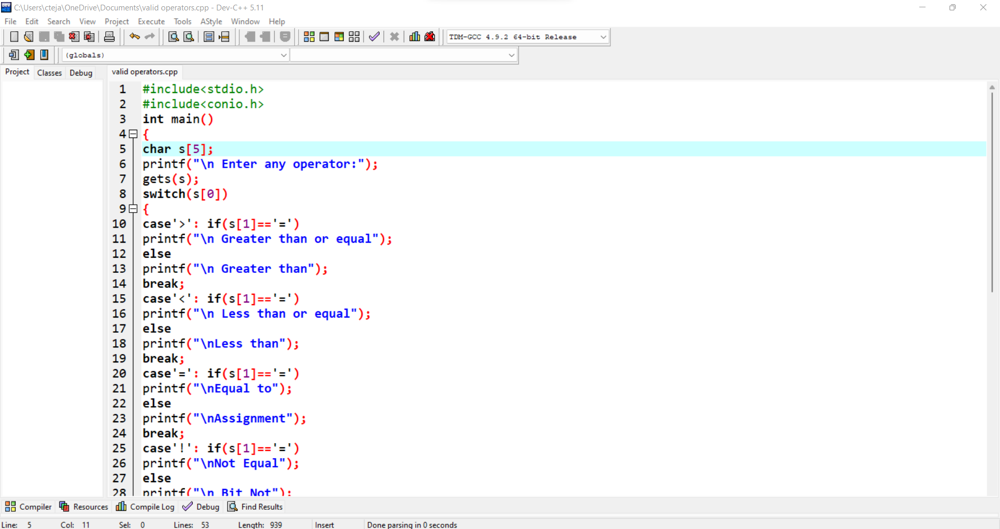 C:\Users\cteja\OneDrive\Documents\valid operators.cpp - Dev-C++ 5.11
File Edit Search View Project Execute Tools AStyle Window Help
TDM-GCC 4.9.2 64-bit Release
(globals)
Project Classes Debug
valid operators.cpp
1 #include<stdio.h>
2 #include<conio.h>
3 int main()
4 {
5 char s[5];
6 printf("\n Enter any operator:");
7 gets(s);
8 switch(s[0])
9 {
10 case'>': if(s[1]=='=')
11 printf("\n Greater than or equal");
12 else
13 printf("\n Greater than");
14 break;
15 case'<': if(s[1]=='=')
16 printf("\n Less than or equal");
17 else
18 printf("\nLess than");
19 break;
20 case'=': if(s[1]=='=')
21 printf("\nEqual to");
22 else
23 printf("\nAssignment");
24 break;
25 case'!': if(s[1]=='=')
26 printf("\nNot Equal");
27 else
28 printf("\n Bit Not");
Compiler Resources Compile Log Debug Find Results
Line: 5 Col: 11 Sel: 0 Lines: 53 Length: 939 Insert Done parsing in 0 seconds